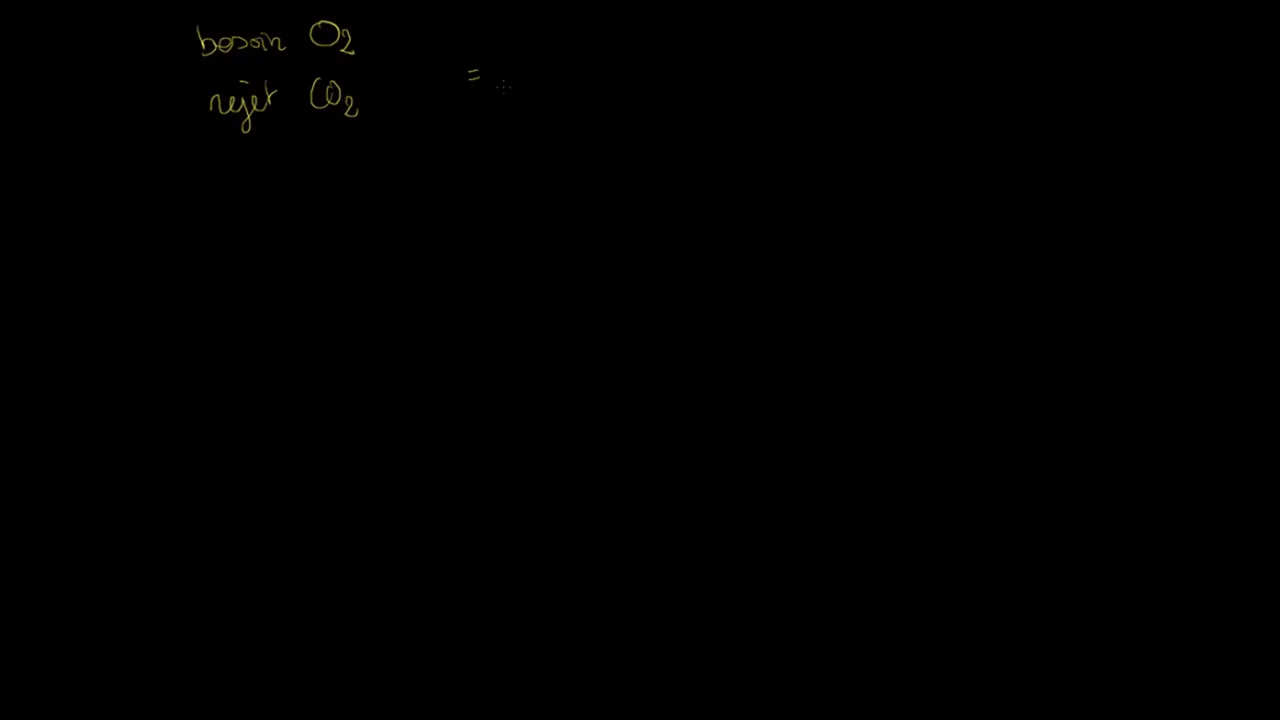 besoin O₂
rejet CO₂ =